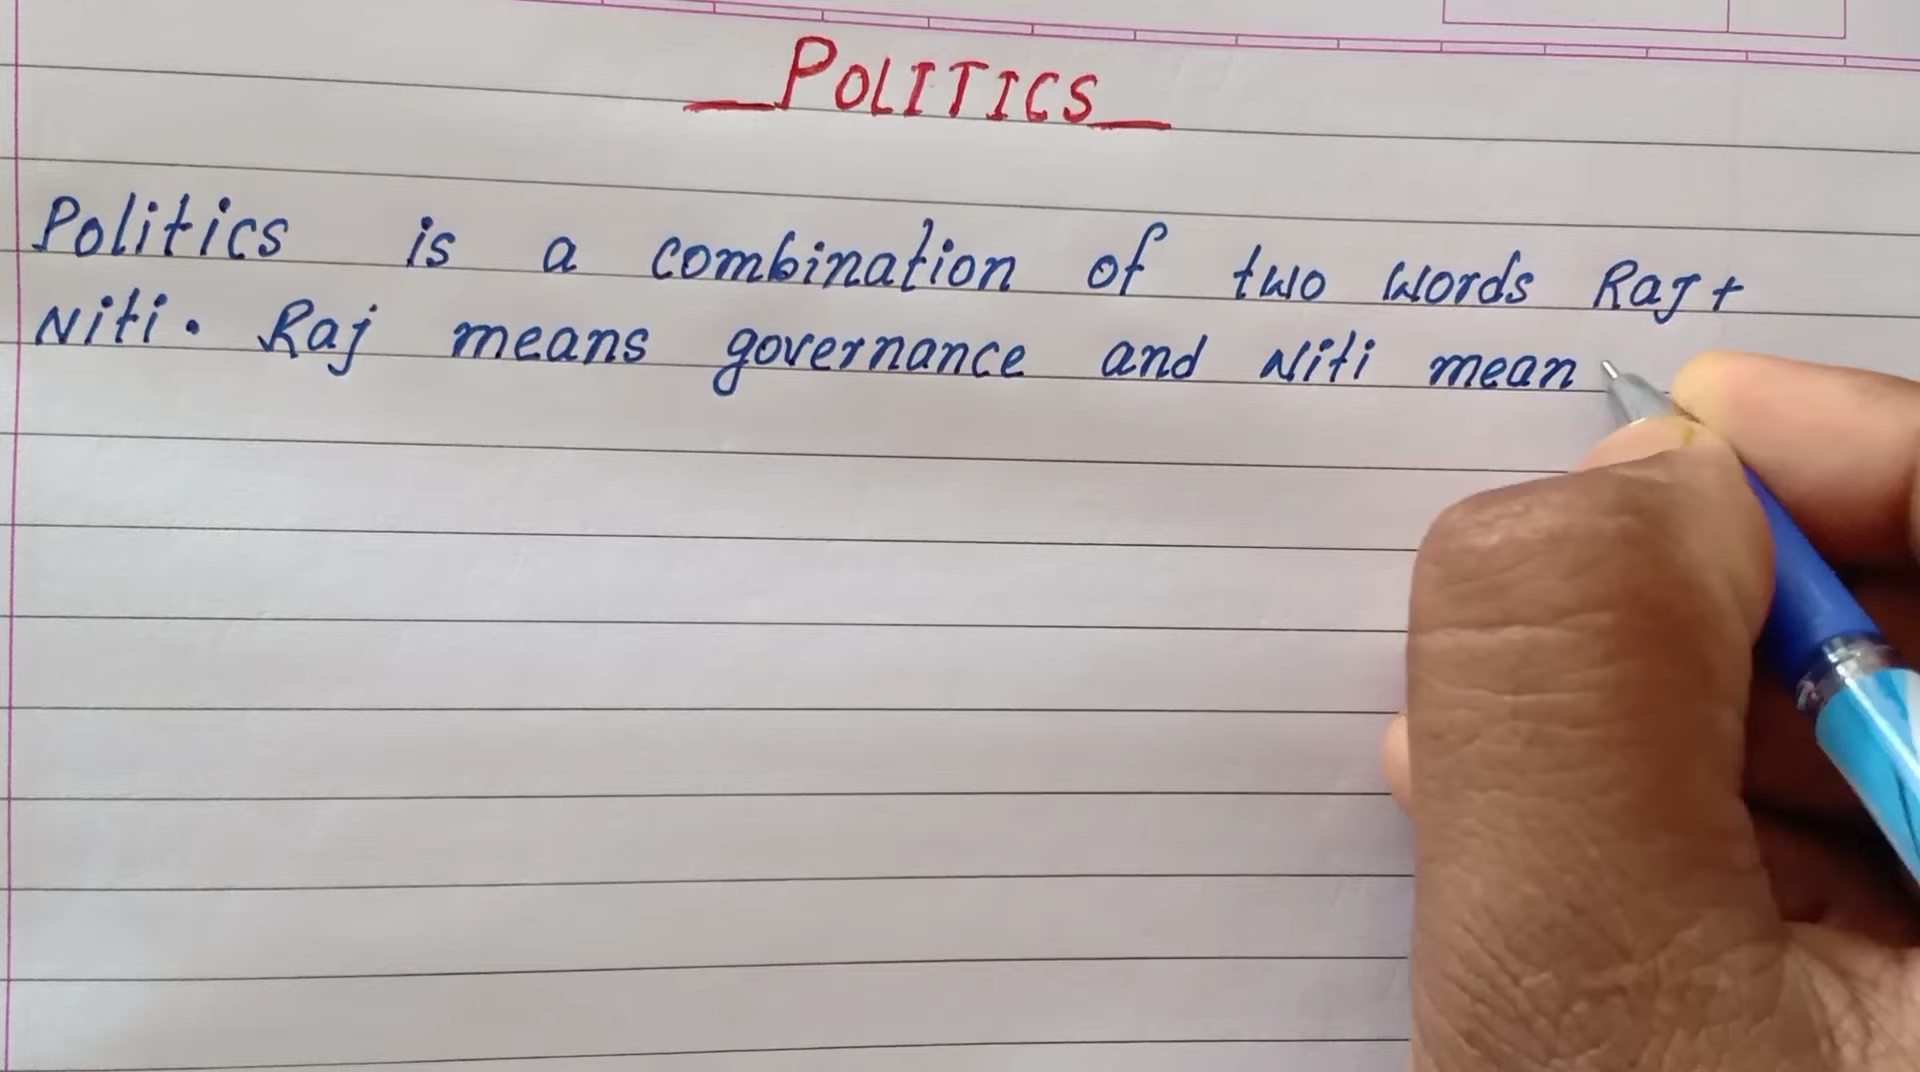 POLITICS
Politics is a combination of two words Raj+
Niti. Raj means governance and Niti mean